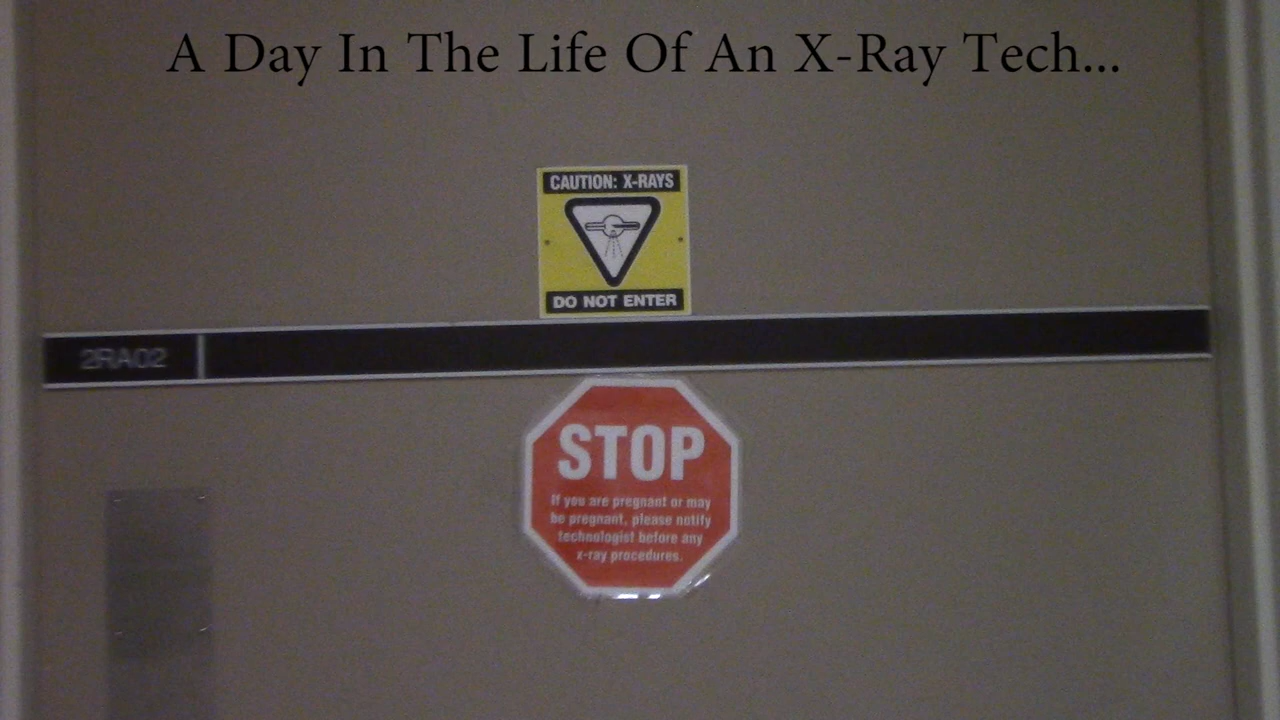 A Day In The Life Of An X-Ray Tech...
CAUTION: X-RAYS
DO NOT ENTER
2RA02
STOP
If you are pregnant or may
be pregnant, please notify
technologist before any
x-ray procedures.